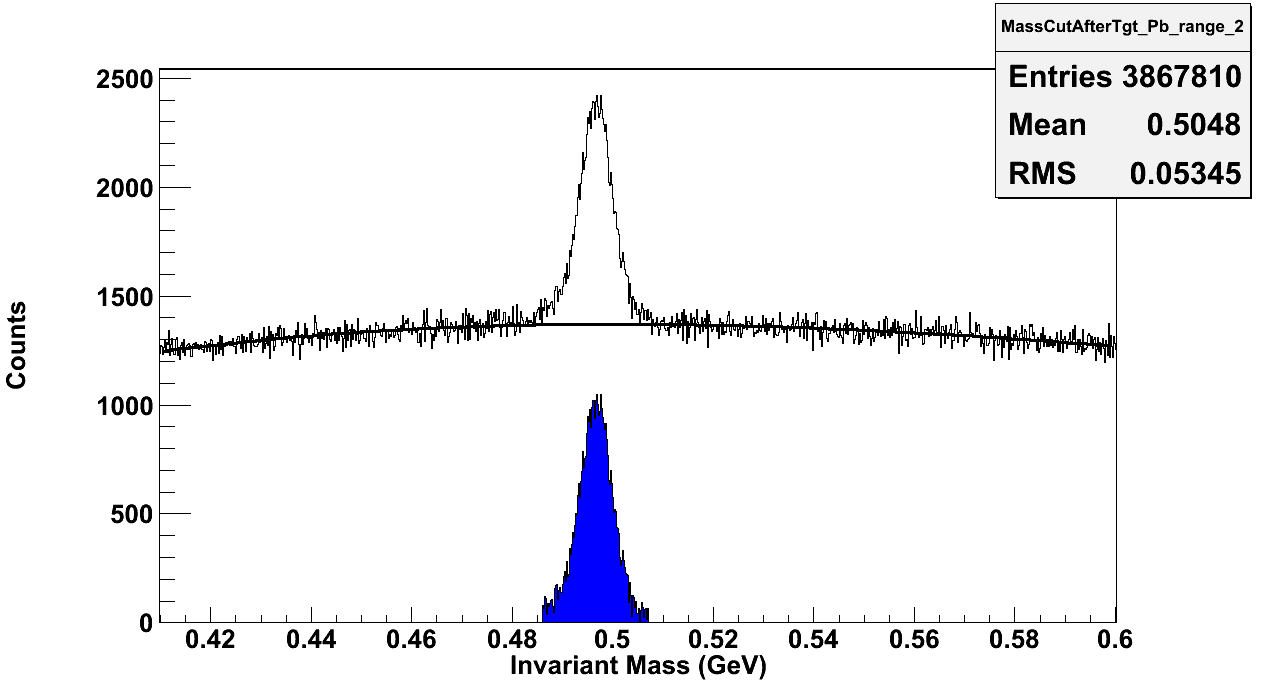 MassCutAfterTgt_Pb_range_2
Entries 3867810
Mean 0.5048
RMS 0.05345
2500
2000
1500
1000
500
0
Counts
0.42 0.44 0.46 0.48 0.5 0.52 0.54 0.56 0.58 0.6
Invariant Mass (GeV)